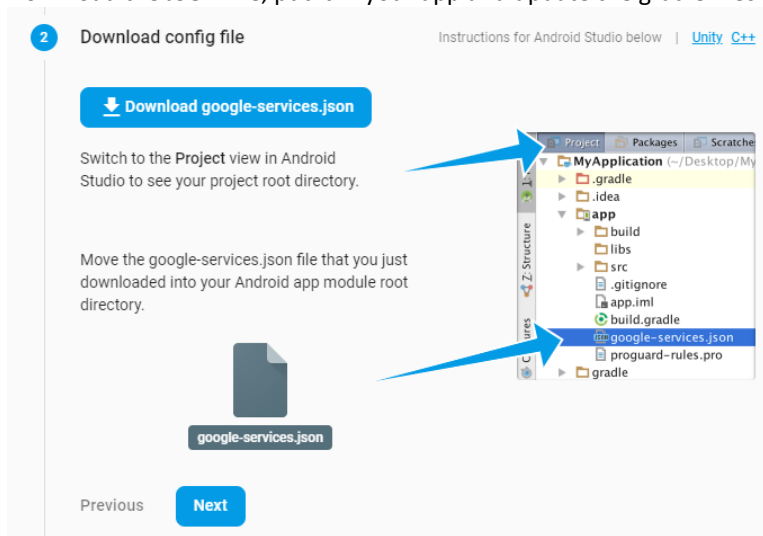 2 Download config file
Instructions for Android Studio below | Unity C++
Download google-services.json
Switch to the Project view in Android
Studio to see your project root directory.
Move the google-services.json file that you just
downloaded into your Android app module root
directory.
google-services.json
Project Packages Scratche
MyApplication (~/Desktop/My
.gradle
.idea
app
build
libs
src
.gitignore
app.iml
build.gradle
google-services.json
proguard-rules.pro
gradle
Z: Structure
Previous
Next